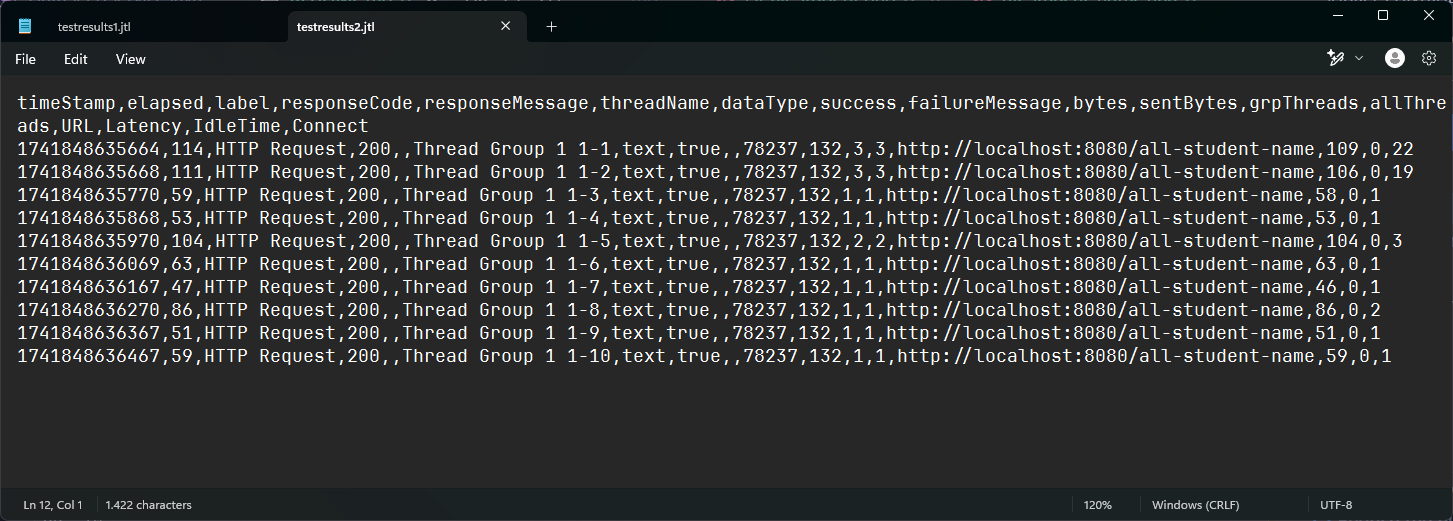 testresults1.jtl
testresults2.jtl
File
Edit
View
timeStamp,elapsed,label,responseCode,responseMessage,threadName,dataType,success,failureMessage,bytes,sentBytes,grpThreads,allThre
ads,URL,Latency,IdleTime,Connect
1741848635664,114,HTTP Request,200,,Thread Group 1 1-1,text,true,,78237,132,3,3,http://localhost:8080/all-student-name,109,0,22
1741848635668,111,HTTP Request,200,,Thread Group 1 1-2,text,true,,78237,132,3,3,http://localhost:8080/all-student-name,106,0,19
1741848635770,59,HTTP Request,200,,Thread Group 1 1-3,text,true,,78237,132,1,1,http://localhost:8080/all-student-name,58,0,1
1741848635868,53,HTTP Request,200,,Thread Group 1 1-4,text,true,,78237,132,1,1,http://localhost:8080/all-student-name,53,0,1
1741848635970,104,HTTP Request,200,,Thread Group 1 1-5,text,true,,78237,132,2,2,http://localhost:8080/all-student-name,104,0,3
1741848636069,63,HTTP Request,200,,Thread Group 1 1-6,text,true,,78237,132,1,1,http://localhost:8080/all-student-name,63,0,1
1741848636167,47,HTTP Request,200,,Thread Group 1 1-7,text,true,,78237,132,1,1,http://localhost:8080/all-student-name,46,0,1
1741848636270,86,HTTP Request,200,,Thread Group 1 1-8,text,true,,78237,132,1,1,http://localhost:8080/all-student-name,86,0,2
1741848636367,51,HTTP Request,200,,Thread Group 1 1-9,text,true,,78237,132,1,1,http://localhost:8080/all-student-name,51,0,1
1741848636467,59,HTTP Request,200,,Thread Group 1 1-10,text,true,,78237,132,1,1,http://localhost:8080/all-student-name,59,0,1
Ln 12, Col 1
1.422 characters
120%
Windows (CRLF)
UTF-8